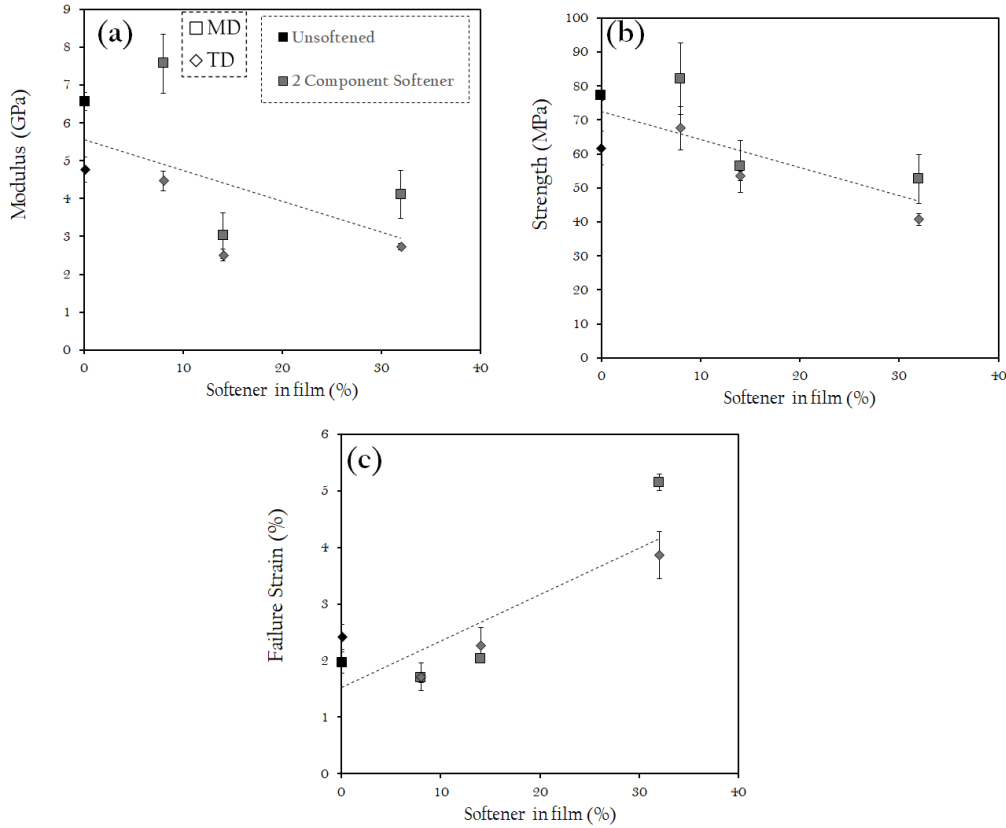 (a)
MD
TD
Unsoftened
2 Component Softener
9
8
7
6
5
4
3
2
1
0
Modulus (GPa)
0 10 20 30 40
Softener in film (%)
(b)
100
90
80
70
60
50
40
30
20
10
0
Strength (MPa)
0 10 20 30 40
Softener in film (%)
(c)
6
5
4
3
2
1
0
Failure Strain (%)
0 10 20 30 40
Softener in film (%)